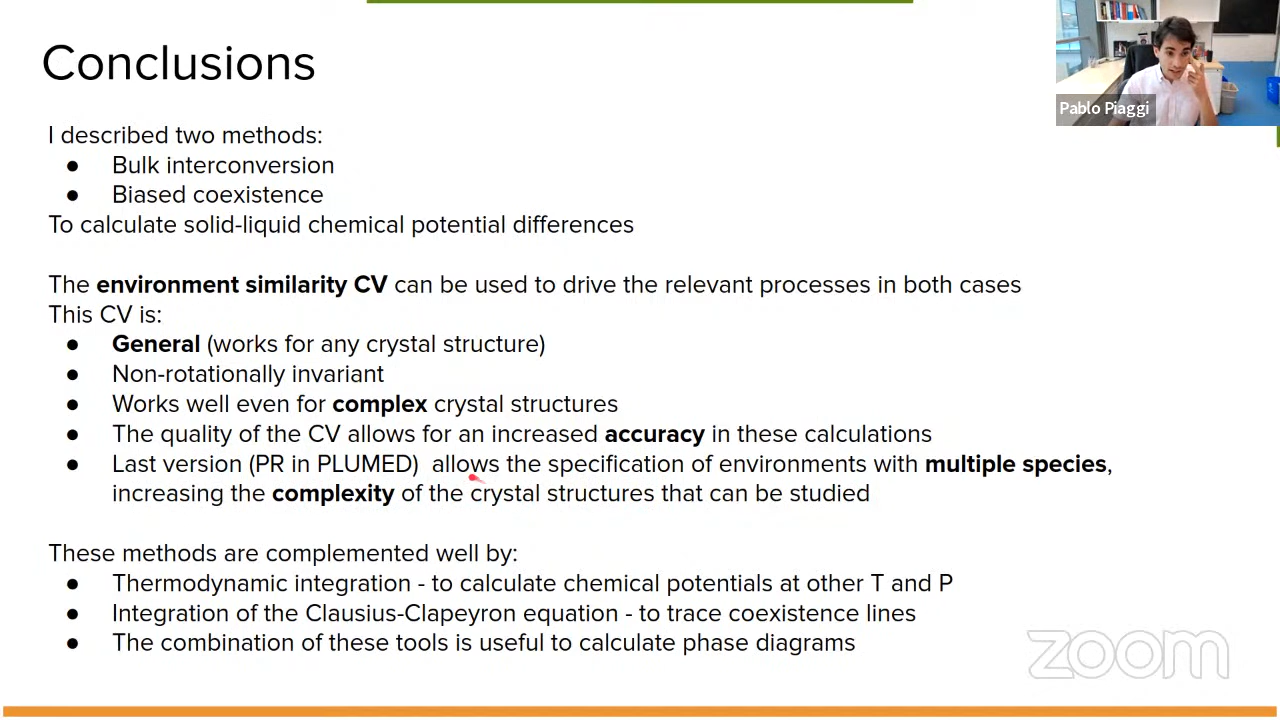 Conclusions
Pablo Piaggi
I described two methods:
● Bulk interconversion
● Biased coexistence
To calculate solid-liquid chemical potential differences
The environment similarity CV can be used to drive the relevant processes in both cases
This CV is:
● General (works for any crystal structure)
● Non-rotationally invariant
● Works well even for complex crystal structures
● The quality of the CV allows for an increased accuracy in these calculations
● Last version (PR in PLUMED) allows the specification of environments with multiple species,
increasing the complexity of the crystal structures that can be studied
These methods are complemented well by:
● Thermodynamic integration - to calculate chemical potentials at other T and P
● Integration of the Clausius-Clapeyron equation - to trace coexistence lines
● The combination of these tools is useful to calculate phase diagrams
zoom